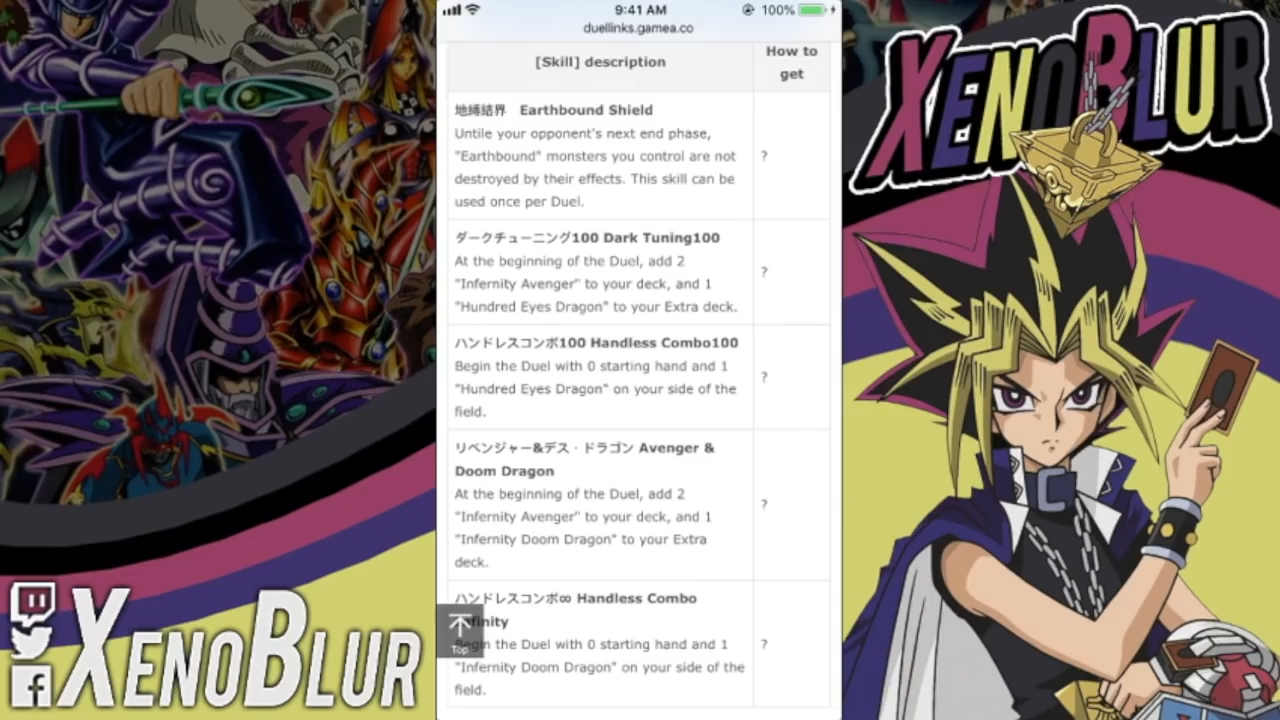 9:41 AM
100%
duellinks.gamea.co
[Skill] description
How to
get
地縛結界 Earthbound Shield
Untile your opponent's next end phase,
"Earthbound" monsters you control are not
destroyed by their effects. This skill can be
used once per Duel.
?
ダークチューニング100 Dark Tuning100
At the beginning of the Duel, add 2
"Infernity Avenger" to your deck, and 1
"Hundred Eyes Dragon" to your Extra deck.
?
ハンドレスコンボ100 Handless Combo100
Begin the Duel with 0 starting hand and 1
"Hundred Eyes Dragon" on your side of the
field.
?
リベンジャー&デス・ドラゴン Avenger &
Doom Dragon
At the beginning of the Duel, add 2
"Infernity Avenger" to your deck, and 1
"Infernity Doom Dragon" to your Extra
deck.
?
ハンドレスコンボ∞ Handless Combo
Infinity
Begin the Duel with 0 starting hand and 1
"Infernity Doom Dragon" on your side of the
field.
?
Top
XENOBLUR
XENOBLUR